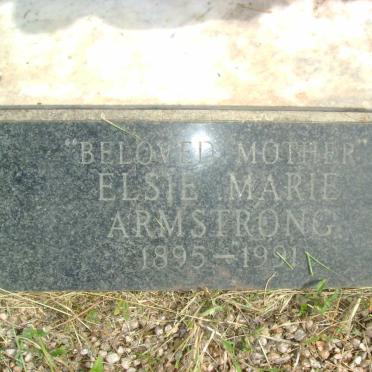 "BELOVED MOTHER"
ELSIE MARIE
ARMSTRONG
1895-1991